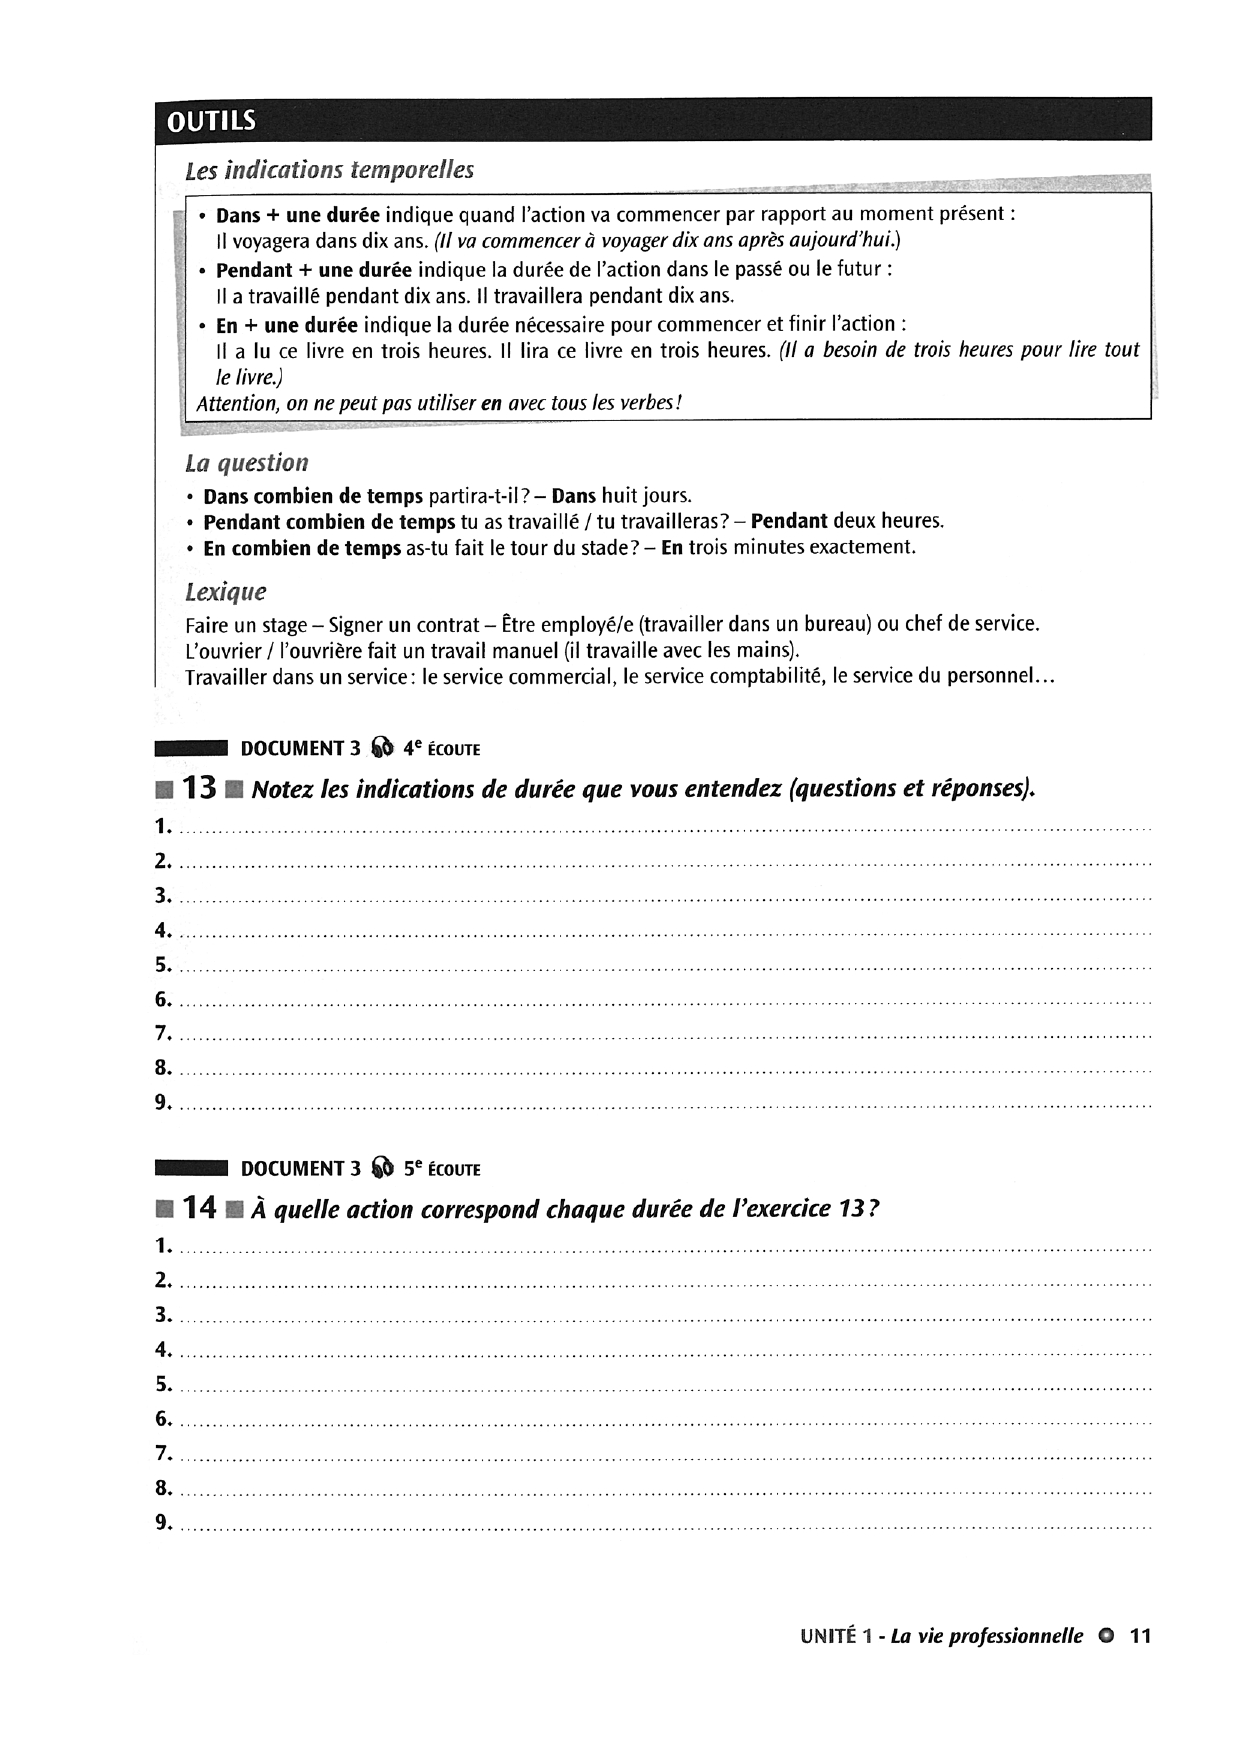 OUTILS
Les indications temporelles
• Dans + une durée indique quand l'action va commencer par rapport au moment présent :
Il voyagera dans dix ans. (Il va commencer à voyager dix ans après aujourd'hui.)
• Pendant + une durée indique la durée de l'action dans le passé ou le futur :
Il a travaillé pendant dix ans. Il travaillera pendant dix ans.
• En + une durée indique la durée nécessaire pour commencer et finir l'action :
Il a lu ce livre en trois heures. Il lira ce livre en trois heures. (Il a besoin de trois heures pour lire tout
le livre.)
Attention, on ne peut pas utiliser en avec tous les verbes !
La question
• Dans combien de temps partira-t-il ? – Dans huit jours.
• Pendant combien de temps tu as travaillé / tu travailleras ? – Pendant deux heures.
• En combien de temps as-tu fait le tour du stade ? – En trois minutes exactement.
Lexique
Faire un stage – Signer un contrat – Être employé/e (travailler dans un bureau) ou chef de service.
L'ouvrier / l'ouvrière fait un travail manuel (il travaille avec les mains).
Travailler dans un service : le service commercial, le service comptabilité, le service du personnel...
DOCUMENT 3 4e ÉCOUTE
13 Notez les indications de durée que vous entendez (questions et réponses).
1.
2.
3.
4.
5.
6.
7.
8.
9.
DOCUMENT 3 5e ÉCOUTE
14 À quelle action correspond chaque durée de l'exercice 13 ?
1.
2.
3.
4.
5.
6.
7.
8.
9.
UNITÉ 1 - La vie professionnelle 11